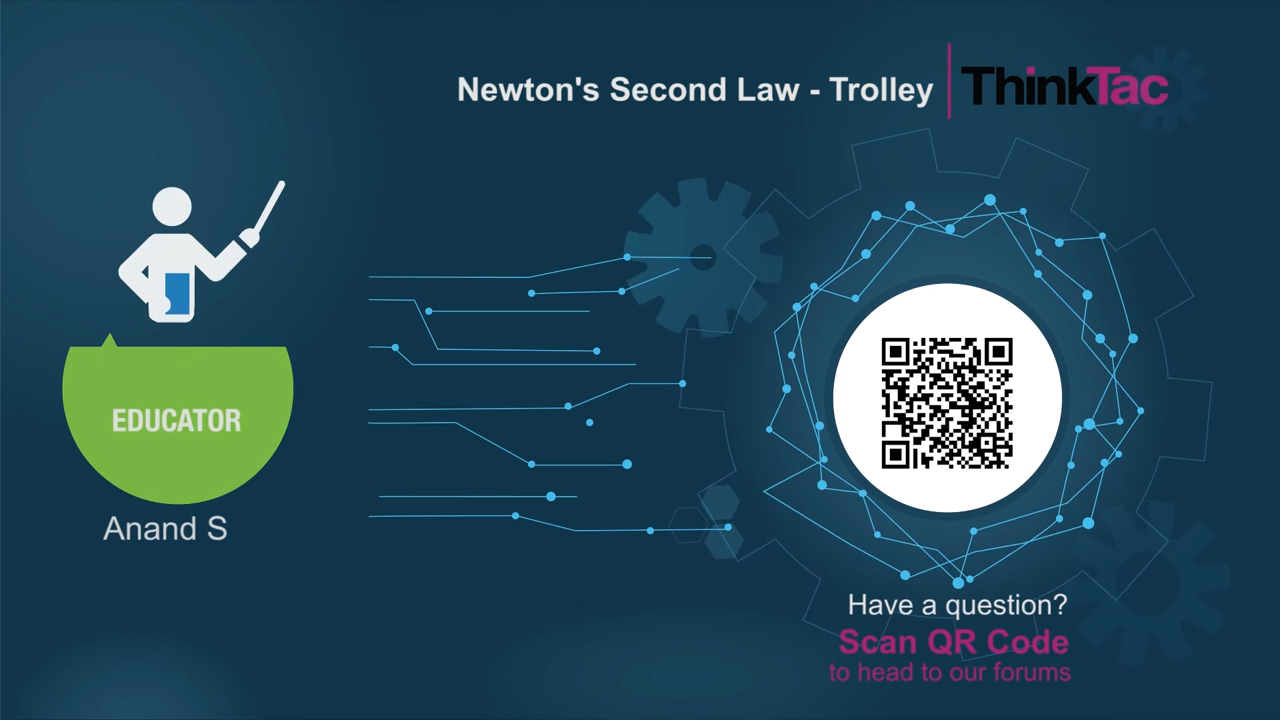 Newton's Second Law - Trolley
ThinkTac
EDUCATOR
Anand S
Have a question?
Scan QR Code
to head to our forums